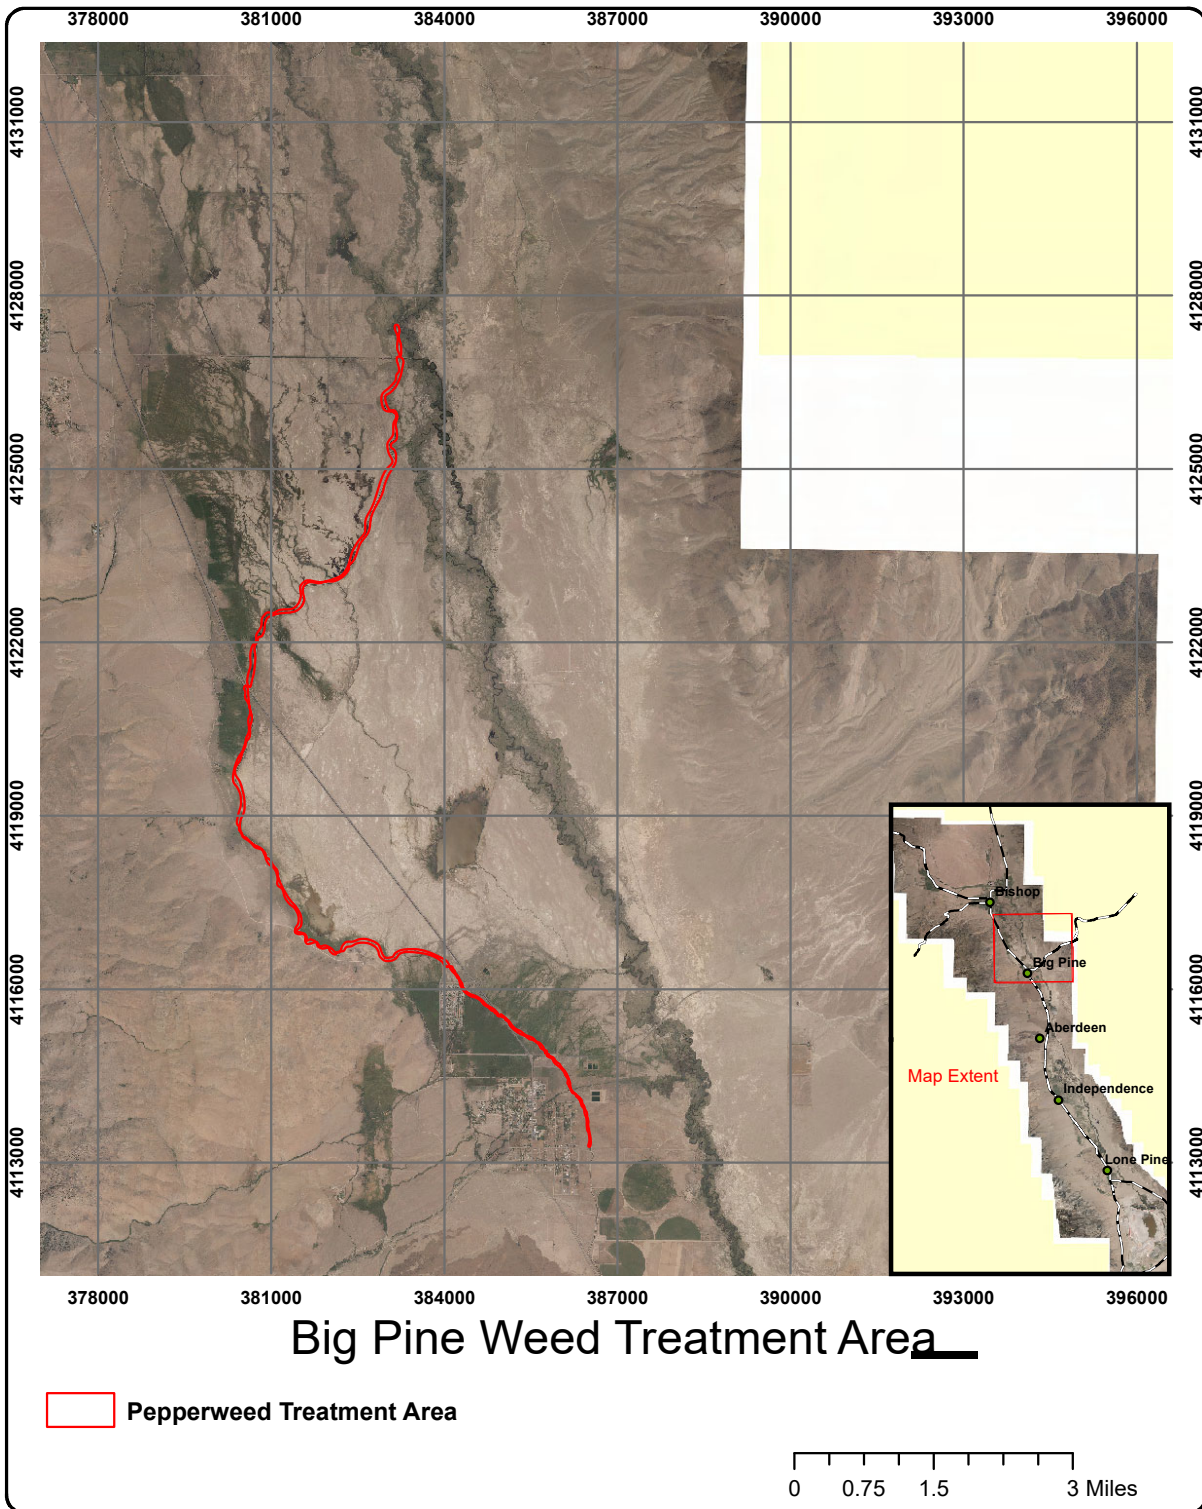 378000 381000 384000 387000 390000 393000 396000
4131000 4131000
4128000 4128000
4125000 4125000
4122000 4122000
4119000 4119000
4116000 4116000
4113000 4113000
Bishop
Big Pine
Aberdeen
Map Extent
Independence
Lone Pine
378000 381000 384000 387000 390000 393000 396000
Big Pine Weed Treatment Area
Pepperweed Treatment Area
0 0.75 1.5 3 Miles